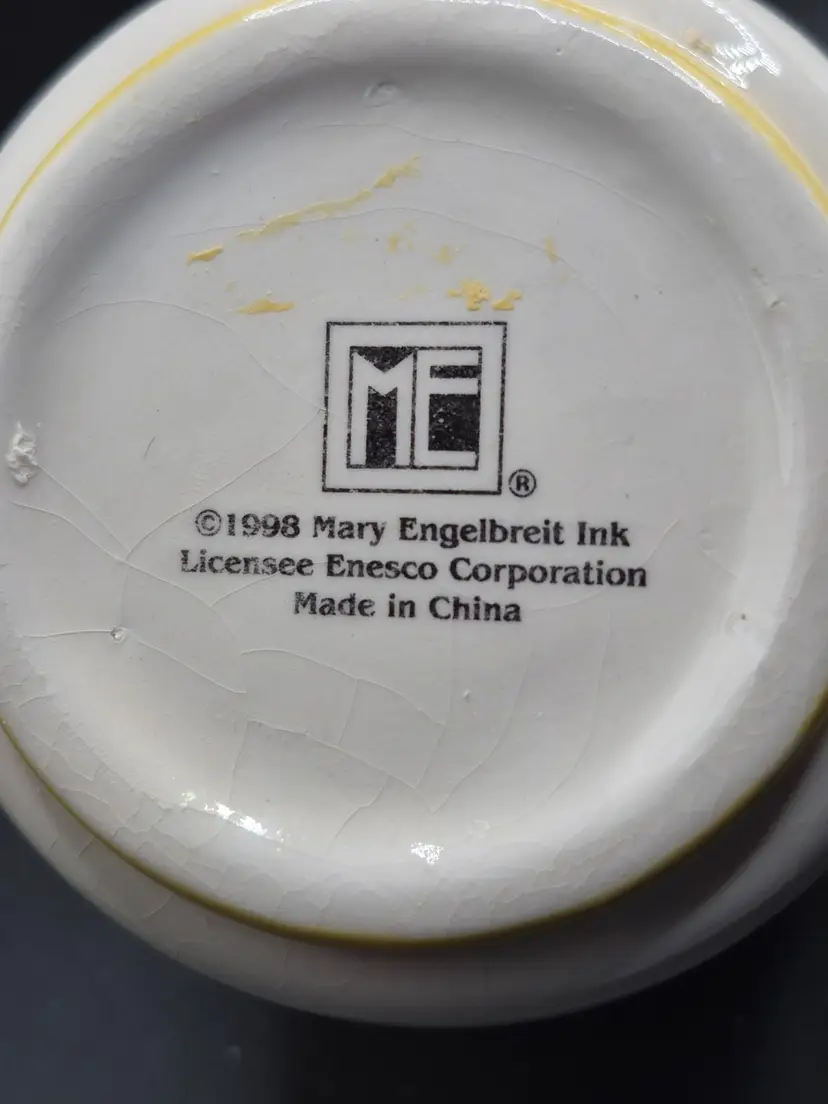 ME®
©1998 Mary Engelbreit Ink
Licensee Enesco Corporation
Made in China